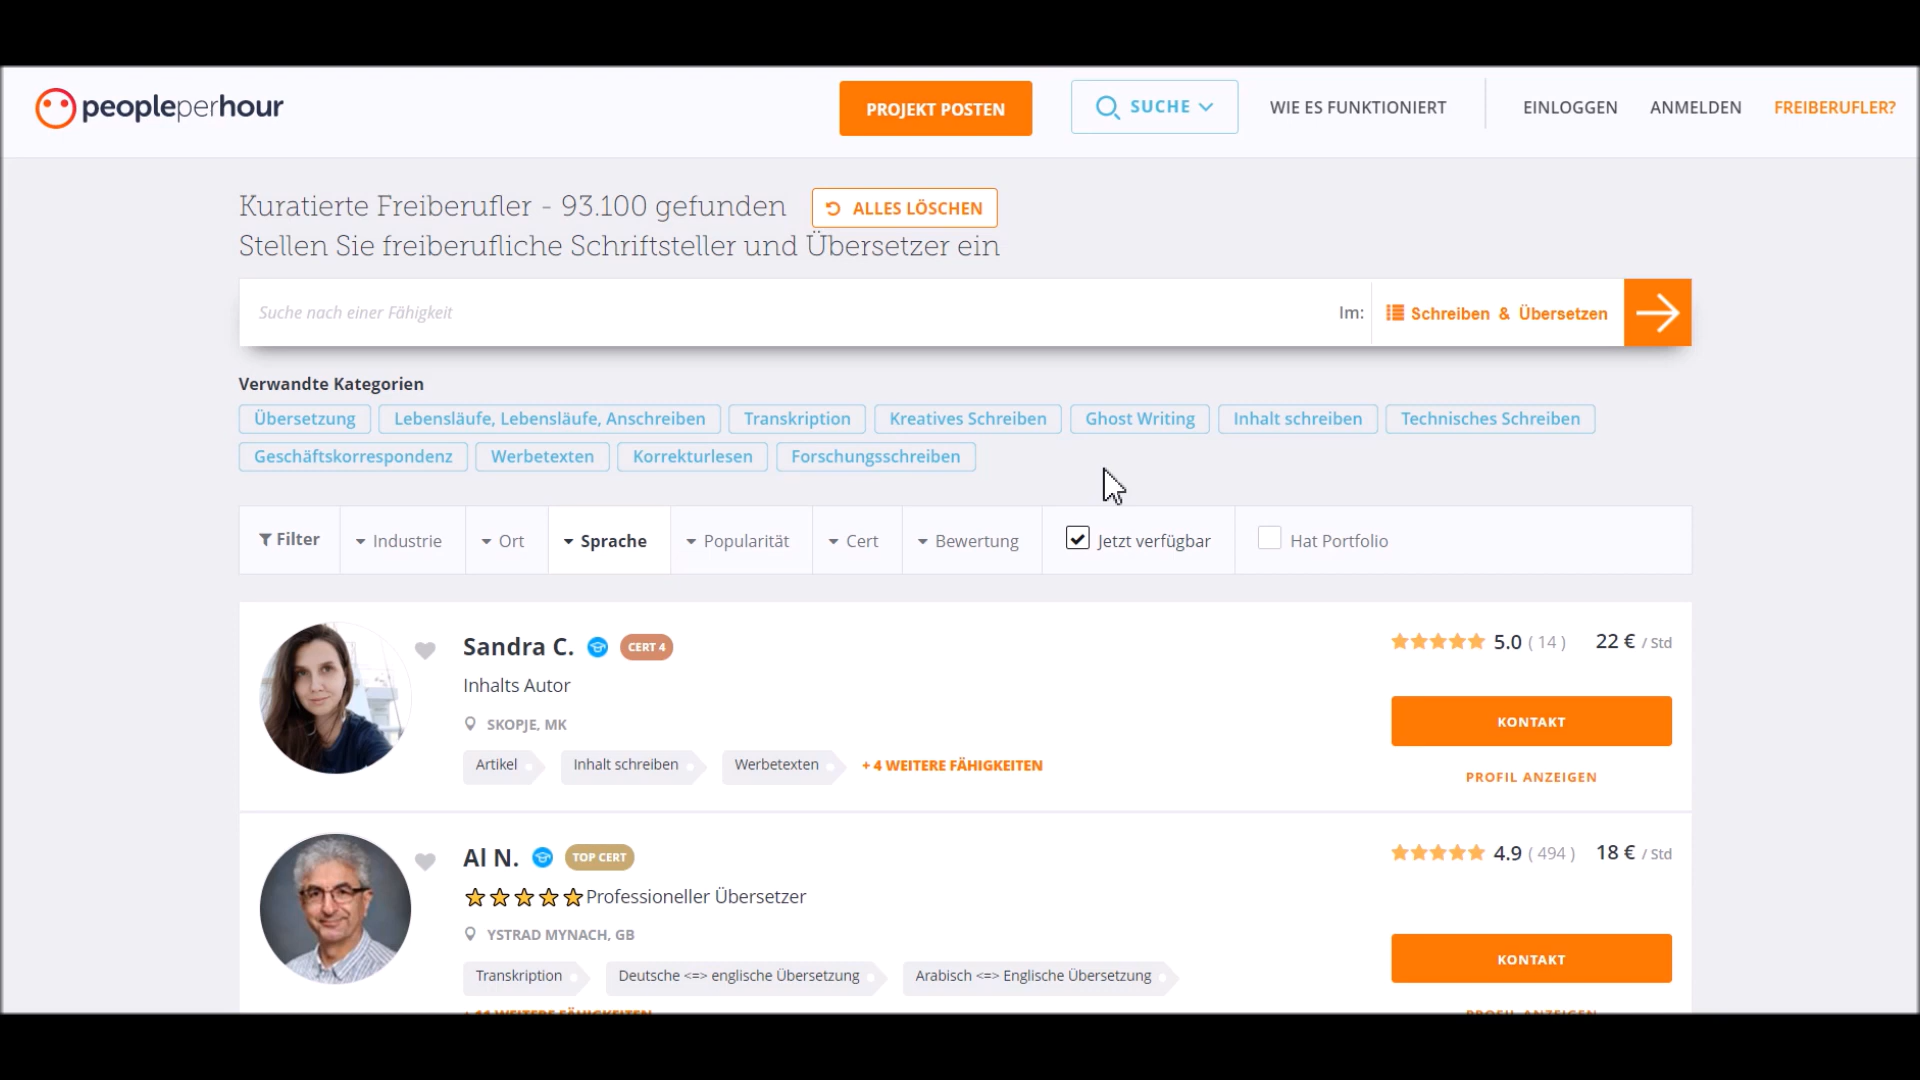 peopleperhour
PROJEKT POSTEN
SUCHE
WIE ES FUNKTIONIERT
EINLOGGEN
ANMELDEN
FREIBERUFLER?
Kuratierte Freiberufler - 93.100 gefunden
ALLES LÖSCHEN
Stellen Sie freiberufliche Schriftsteller und Übersetzer ein
Suche nach einer Fähigkeit
Im:
Schreiben & Übersetzen
Verwandte Kategorien
Übersetzung
Lebensläufe, Lebensläufe, Anschreiben
Transkription
Kreatives Schreiben
Ghost Writing
Inhalt schreiben
Technisches Schreiben
Geschäftskorrespondenz
Werbetexten
Korrekturlesen
Forschungsschreiben
Filter
Industrie
Ort
Sprache
Popularität
Cert
Bewertung
Jetzt verfügbar
Hat Portfolio
Sandra C.
CERT 4
5.0 ( 14 )
22 € / Std
Inhalts Autor
SKOPJE, MK
KONTAKT
Artikel
Inhalt schreiben
Werbetexten
+ 4 WEITERE FÄHIGKEITEN
PROFIL ANZEIGEN
Al N.
TOP CERT
4.9 ( 494 )
18 € / Std
Professioneller Übersetzer
YSTRAD MYNACH, GB
KONTAKT
Transkription
Deutsche <=> englische Übersetzung
Arabisch <=> Englische Übersetzung
+ 11 WEITERE FÄHIGKEITEN
PROFIL ANZEIGEN